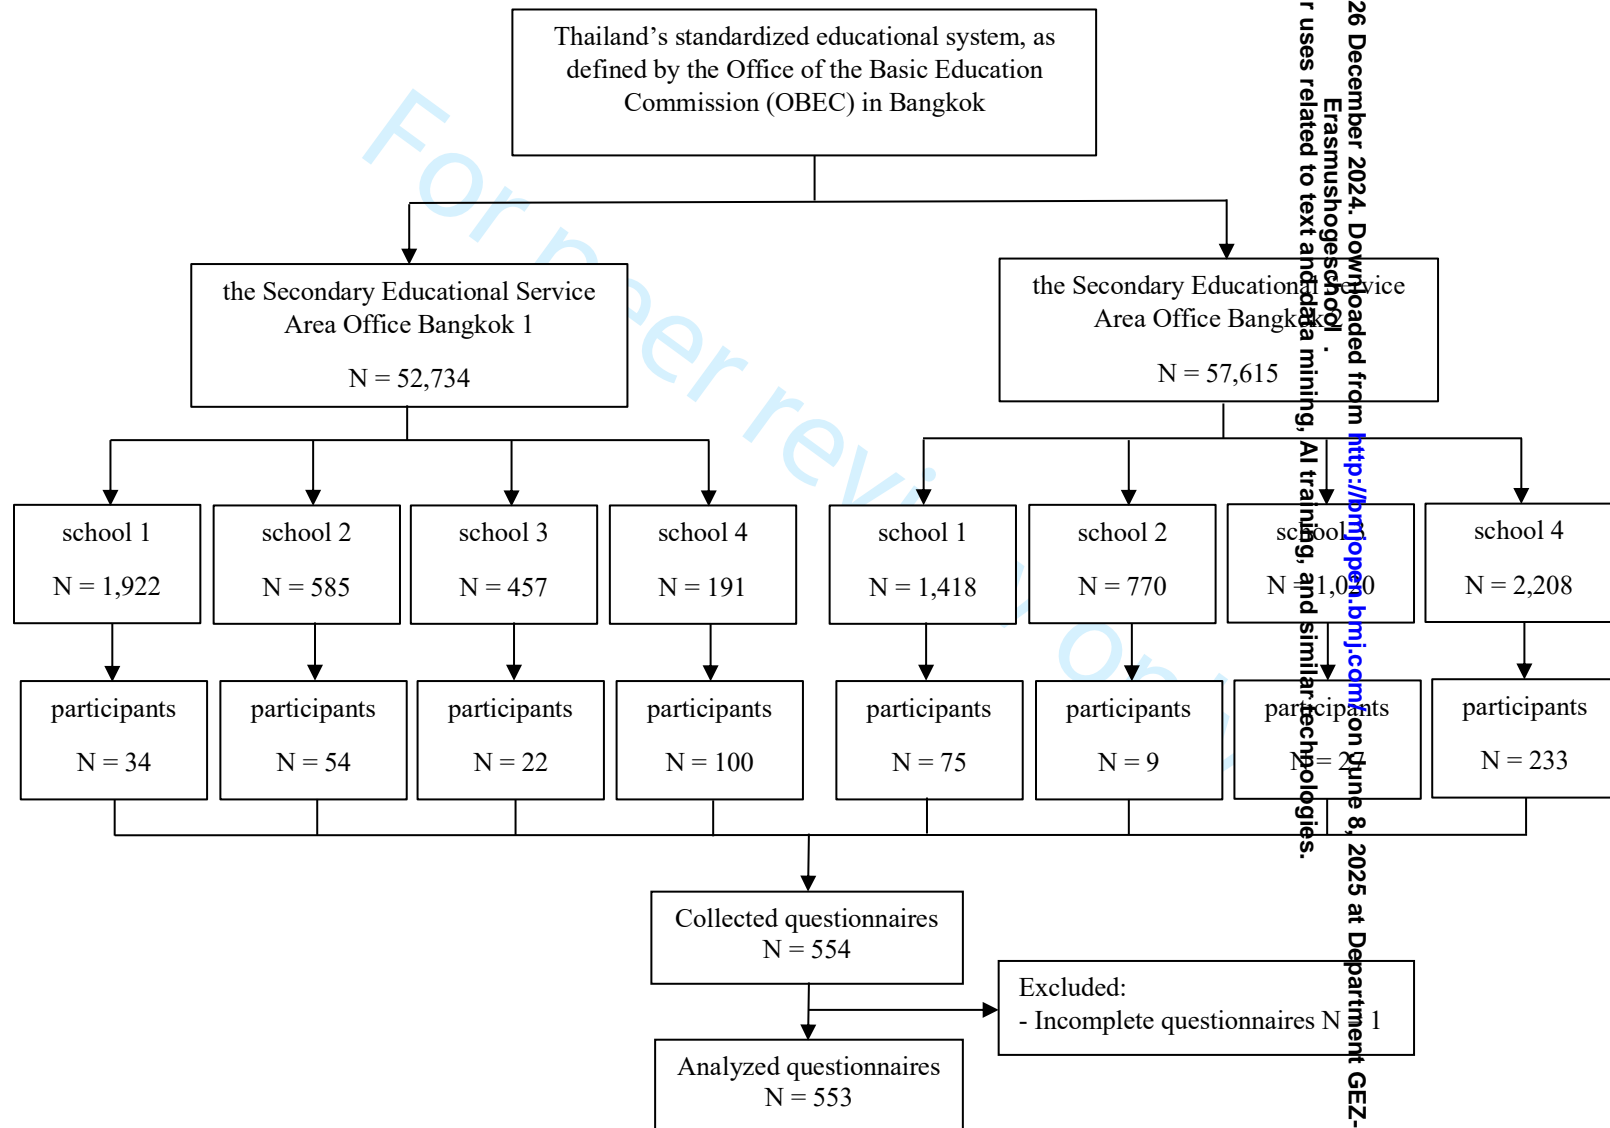 Thailand’s standardized educational system, as
defined by the Office of the Basic Education
Commission (OBEC) in Bangkok
the Secondary Educational Service
Area Office Bangkok 1
N = 52,734
the Secondary Educational Service
Area Office Bangkok
N = 57,615
school 1
N = 1,922
school 2
N = 585
school 3
N = 457
school 4
N = 191
school 1
N = 1,418
school 2
N = 770
school
N = 1,020
school 4
N = 2,208
participants
N = 34
participants
N = 54
participants
N = 22
participants
N = 100
participants
N = 75
participants
N = 9
participants
N = 27
participants
N = 233
Collected questionnaires
N = 554
Excluded:
- Incomplete questionnaires N = 1
Analyzed questionnaires
N = 553
For peer review only
26 December 2024. Downloaded from http://bmjopen.bmj.com/ on June 8, 2025 at Department GEZ-
Erasmushogeschool .
r uses related to text and data mining, AI training, and similar technologies.